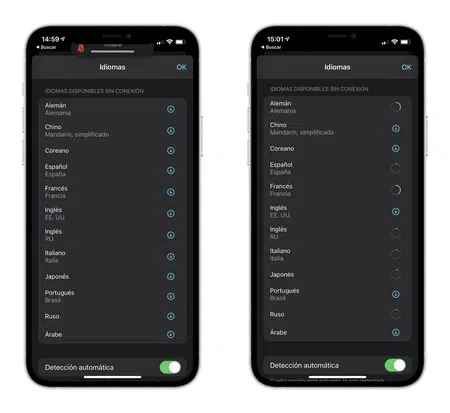 14:59
Buscar
Timbre
Idiomas
OK
IDIOMAS DISPONIBLES SIN CONEXIÓN
Alemán
Alemania
Chino
Mandarín, simplificado
Coreano
Español
España
Francés
Francia
Inglés
EE. UU.
Inglés
RU
Italiano
Italia
Japonés
Portugués
Brasil
Ruso
Árabe
Detección automática
15:01
Buscar
Idiomas
OK
IDIOMAS DISPONIBLES SIN CONEXIÓN
Alemán
Alemania
Chino
Mandarín, simplificado
Coreano
Español
España
Francés
Francia
Inglés
EE. UU.
Inglés
RU
Italiano
Italia
Japonés
Portugués
Brasil
Ruso
Árabe
Detección automática